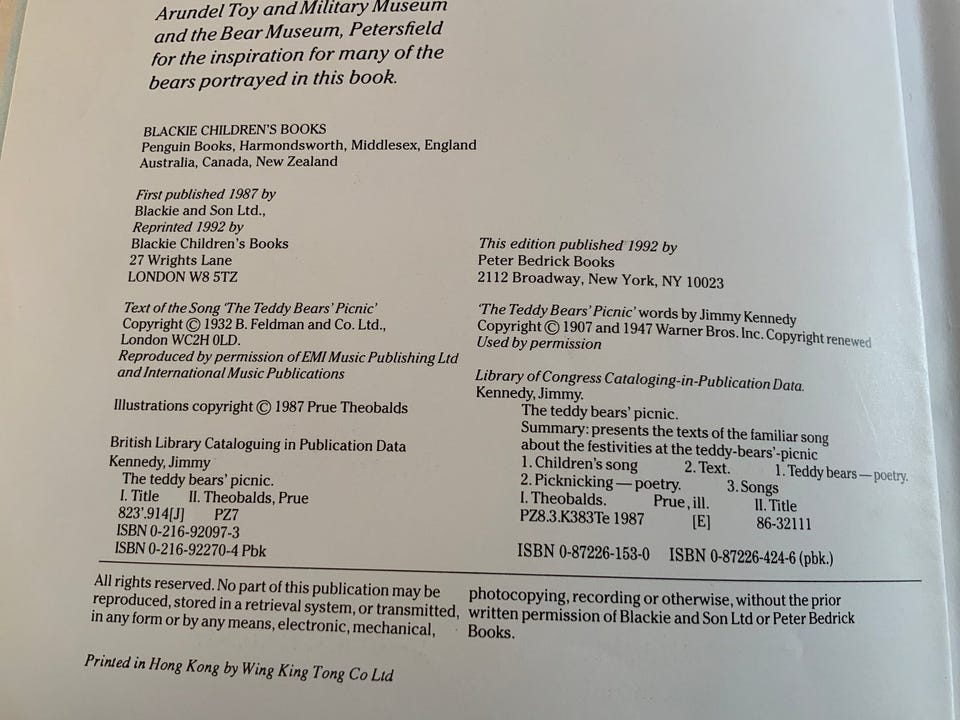 Arundel Toy and Military Museum
and the Bear Museum, Petersfield
for the inspiration for many of the
bears portrayed in this book.
BLACKIE CHILDREN'S BOOKS
Penguin Books, Harmondsworth, Middlesex, England
Australia, Canada, New Zealand
First published 1987 by
Blackie and Son Ltd.,
Reprinted 1992 by
Blackie Children's Books
27 Wrights Lane
LONDON W8 5TZ
Text of the Song 'The Teddy Bears' Picnic'
Copyright © 1932 B. Feldman and Co. Ltd.,
London WC2H 0LD.
Reproduced by permission of EMI Music Publishing Ltd
and International Music Publications
Illustrations copyright © 1987 Prue Theobalds
British Library Cataloguing in Publication Data
Kennedy, Jimmy
The teddy bears' picnic.
I. Title II. Theobalds, Prue
823'.914[J] PZ7
ISBN 0-216-92097-3
ISBN 0-216-92270-4 Pbk
This edition published 1992 by
Peter Bedrick Books
2112 Broadway, New York, NY 10023
'The Teddy Bears' Picnic' words by Jimmy Kennedy
Copyright © 1907 and 1947 Warner Bros. Inc. Copyright renewed
Used by permission
Library of Congress Cataloging-in-Publication Data.
Kennedy, Jimmy.
The teddy bears' picnic.
Summary: presents the texts of the familiar song
about the festivities at the teddy-bears'-picnic
1. Children's song 2. Text. 1. Teddy bears — poetry.
2. Picknicking — poetry. 3. Songs
I. Theobalds. Prue, ill. II. Title
PZ8.3.K383Te 1987 [E] 86-32111
ISBN 0-87226-153-0 ISBN 0-87226-424-6 (pbk.)
All rights reserved. No part of this publication may be
reproduced, stored in a retrieval system, or transmitted,
in any form or by any means, electronic, mechanical,
photocopying, recording or otherwise, without the prior
written permission of Blackie and Son Ltd or Peter Bedrick
Books.
Printed in Hong Kong by Wing King Tong Co Ltd